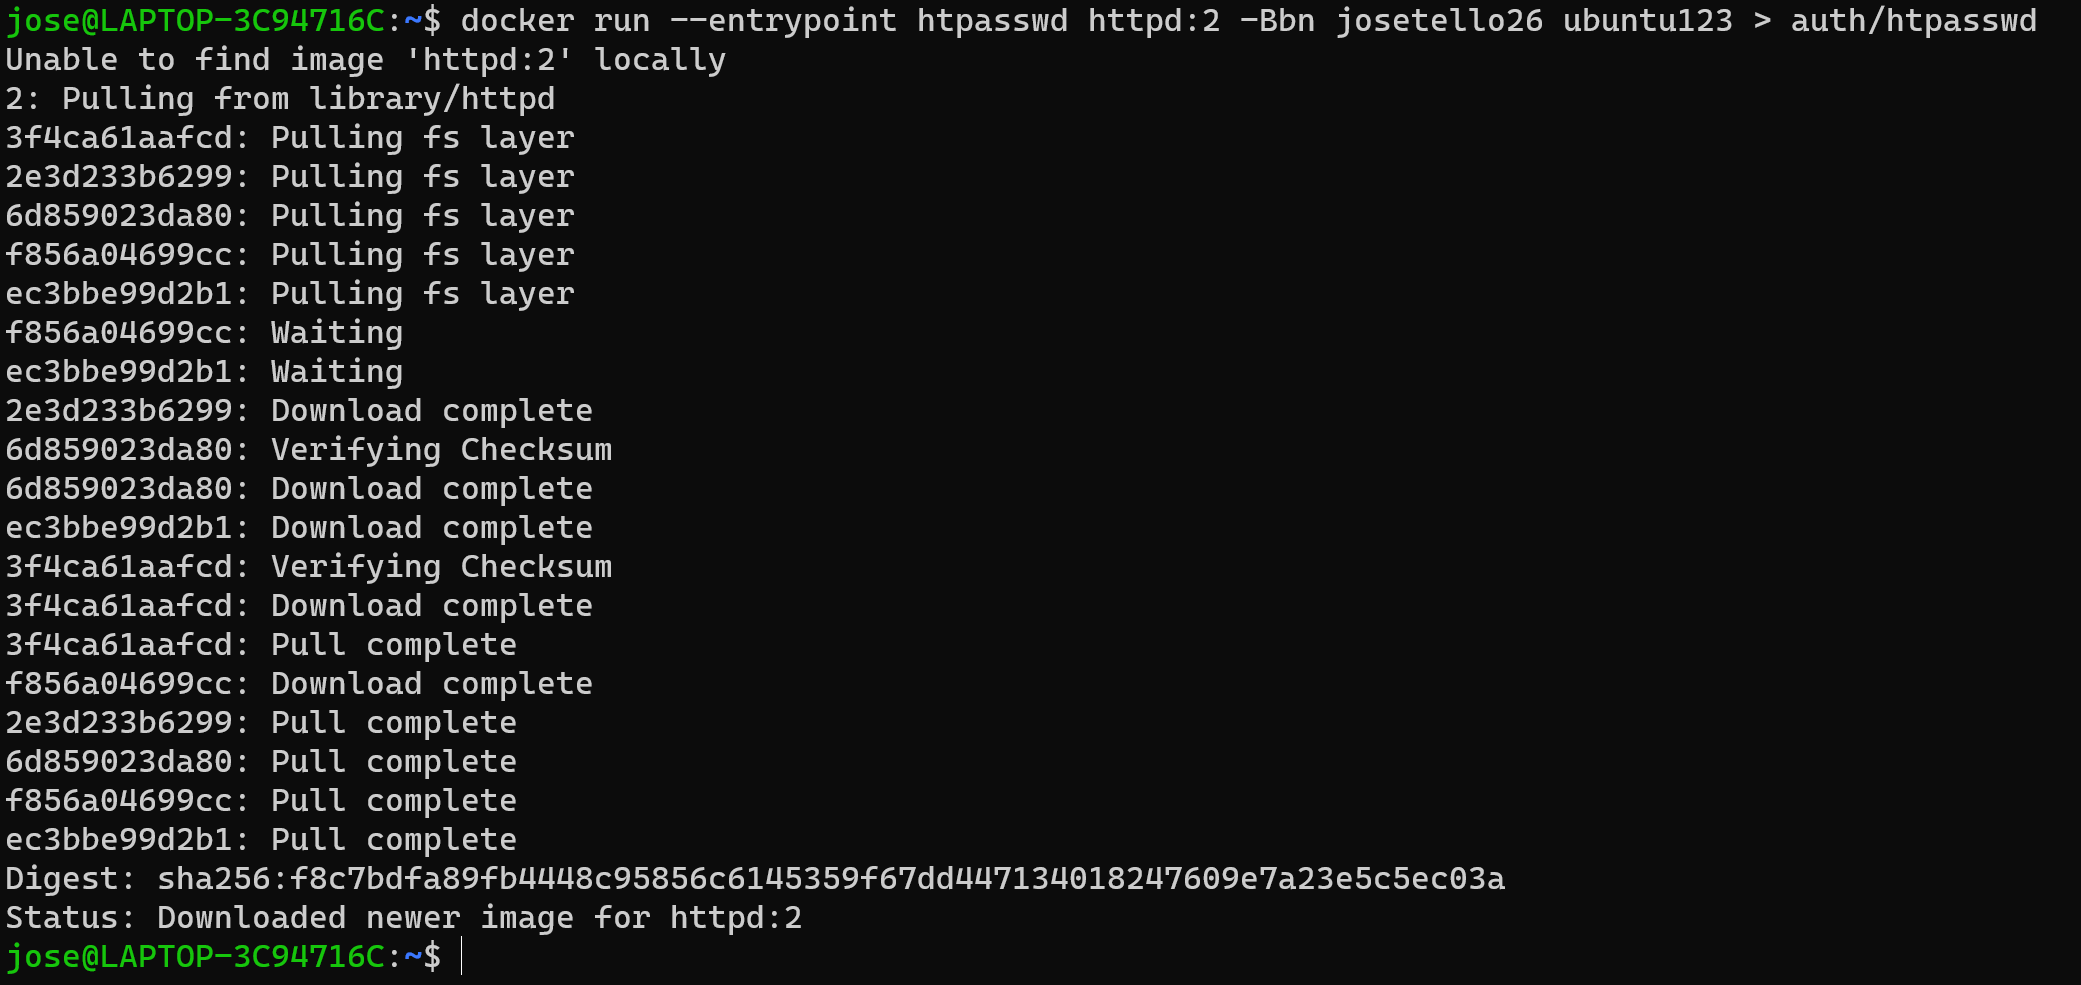 jose@LAPTOP-3C94716C:~$ docker run --entrypoint htpasswd httpd:2 -Bbn josetello26 ubuntu123 > auth/htpasswd
Unable to find image 'httpd:2' locally
2: Pulling from library/httpd
3f4ca61aafcd: Pulling fs layer
2e3d233b6299: Pulling fs layer
6d859023da80: Pulling fs layer
f856a04699cc: Pulling fs layer
ec3bbe99d2b1: Pulling fs layer
f856a04699cc: Waiting
ec3bbe99d2b1: Waiting
2e3d233b6299: Download complete
6d859023da80: Verifying Checksum
6d859023da80: Download complete
ec3bbe99d2b1: Download complete
3f4ca61aafcd: Verifying Checksum
3f4ca61aafcd: Download complete
3f4ca61aafcd: Pull complete
f856a04699cc: Download complete
2e3d233b6299: Pull complete
6d859023da80: Pull complete
f856a04699cc: Pull complete
ec3bbe99d2b1: Pull complete
Digest: sha256:f8c7bdfa89fb4448c95856c6145359f67dd447134018247609e7a23e5c5ec03a
Status: Downloaded newer image for httpd:2
jose@LAPTOP-3C94716C:~$